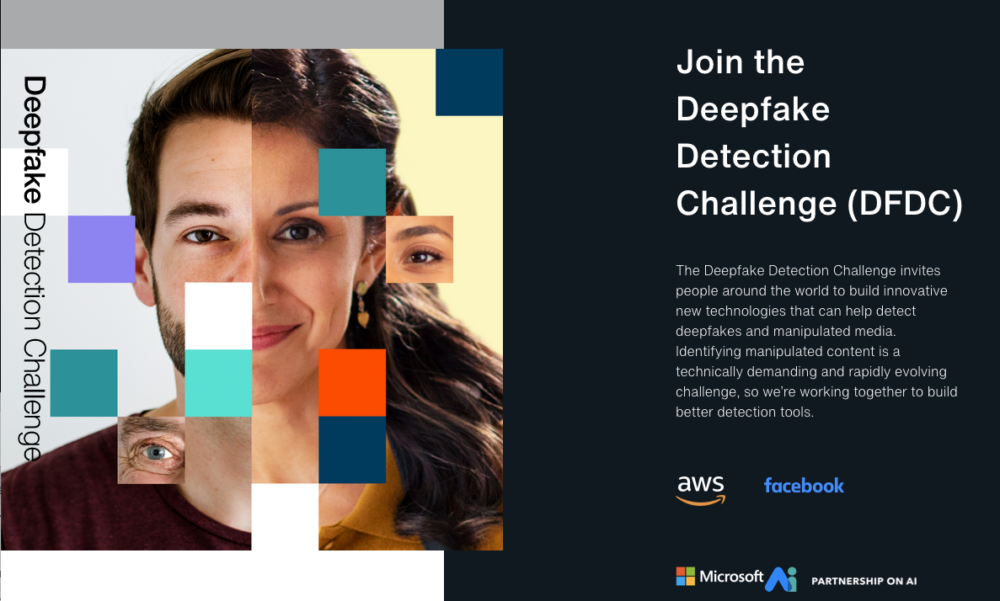 Deepfake Detection Challenge
Join the
Deepfake
Detection
Challenge (DFDC)
The Deepfake Detection Challenge invites
people around the world to build innovative
new technologies that can help detect
deepfakes and manipulated media.
Identifying manipulated content is a
technically demanding and rapidly evolving
challenge, so we’re working together to build
better detection tools.
aws
facebook
Microsoft
Ai
PARTNERSHIP ON AI